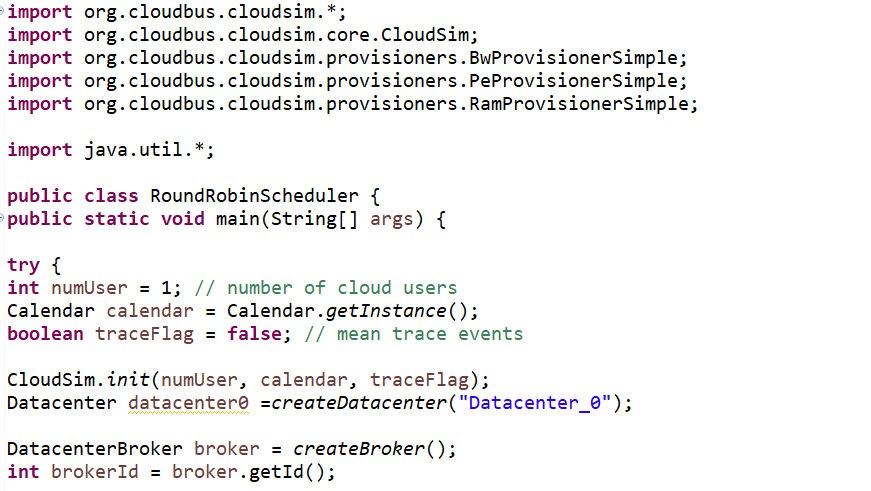 import org.cloudbus.cloudsim.*;
import org.cloudbus.cloudsim.core.CloudSim;
import org.cloudbus.cloudsim.provisioners.BwProvisionerSimple;
import org.cloudbus.cloudsim.provisioners.PeProvisionerSimple;
import org.cloudbus.cloudsim.provisioners.RamProvisionerSimple;
import java.util.*;
public class RoundRobinScheduler {
public static void main(String[] args) {
try {
int numUser = 1; // number of cloud users
Calendar calendar = Calendar.getInstance();
boolean traceFlag = false; // mean trace events
CloudSim.init(numUser, calendar, traceFlag);
Datacenter datacenter0 =createDatacenter("Datacenter_0");
DatacenterBroker broker = createBroker();
int brokerId = broker.getId();